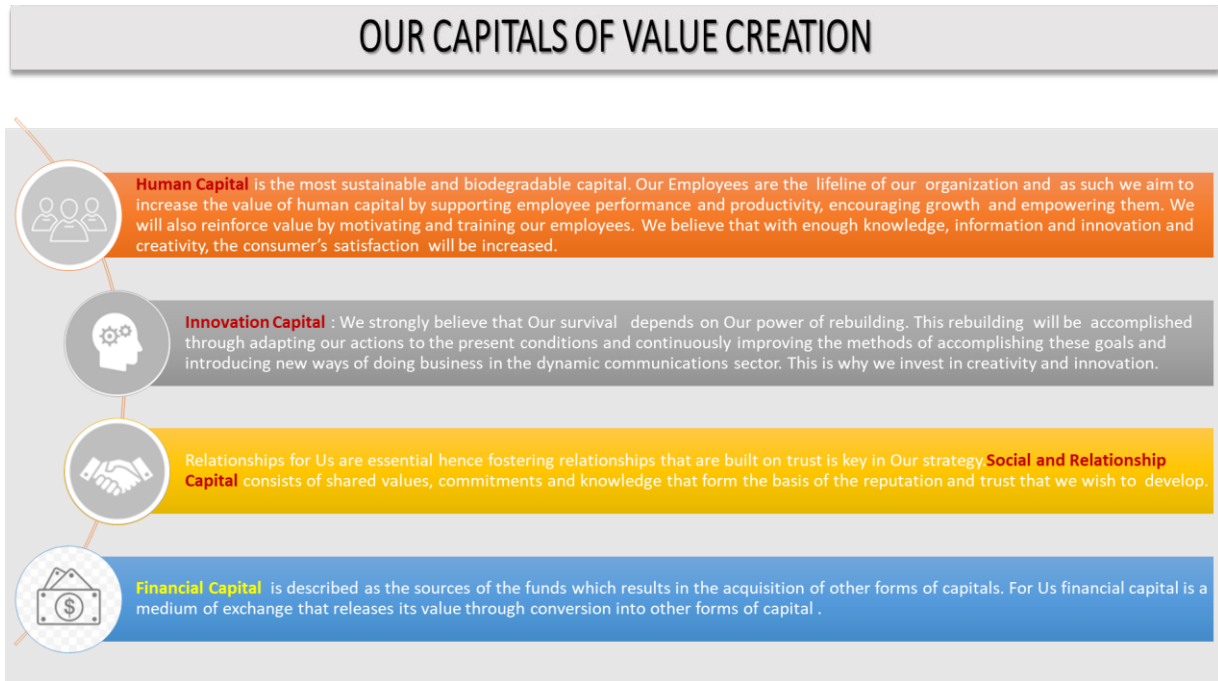 OUR CAPITALS OF VALUE CREATION
Human Capital is the most sustainable and biodegradable capital. Our Employees are the lifeline of our organization and as such we aim to
increase the value of human capital by supporting employee performance and productivity, encouraging growth and empowering them. We
will also reinforce value by motivating and training our employees. We believe that with enough knowledge, information and innovation and
creativity, the consumer's satisfaction will be increased.
Innovation Capital : We strongly believe that Our survival depends on Our power of rebuilding. This rebuilding will be accomplished
through adapting our actions to the present conditions and continuously improving the methods of accomplishing these goals and
introducing new ways of doing business in the dynamic communications sector. This is why we invest in creativity and innovation.
Relationships for Us are essential hence fostering relationships that are built on trust is key in Our strategy.Social and Relationship
Capital consists of shared values, commitments and knowledge that form the basis of the reputation and trust that we wish to develop.
Financial Capital is described as the sources of the funds which results in the acquisition of other forms of capitals. For Us financial capital is a
medium of exchange that releases its value through conversion into other forms of capital .
$